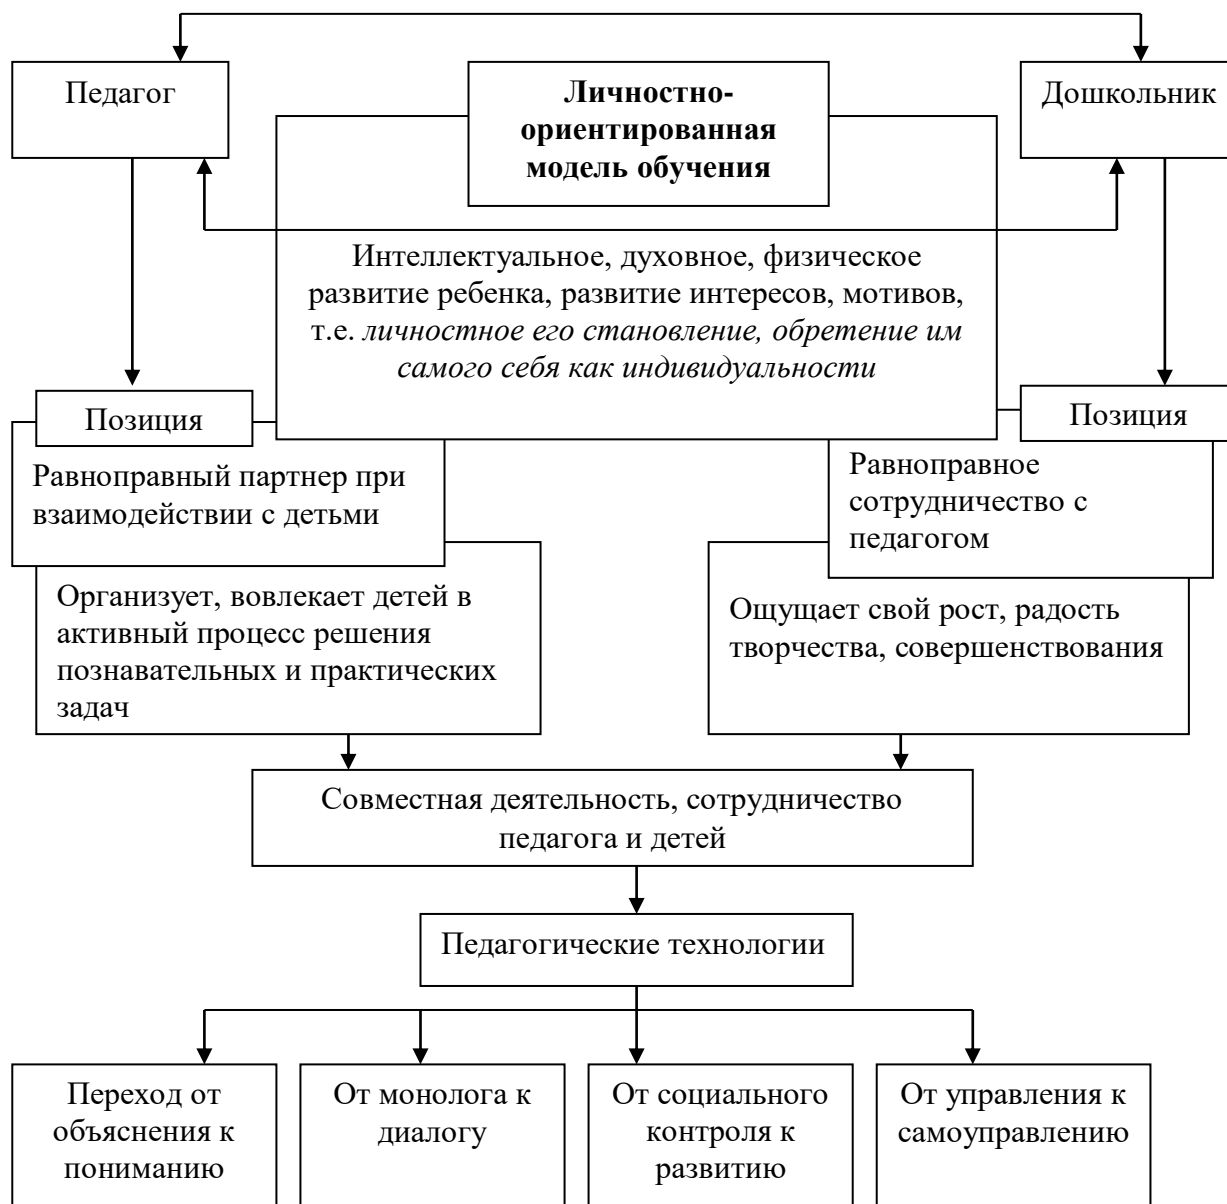 Педагог
Личностно-
ориентированная
модель обучения
Дошкольник
Интеллектуальное, духовное, физическое
развитие ребенка, развитие интересов, мотивов,
т.е. личностное его становление, обретение им
самого себя как индивидуальности
Позиция
Равноправный партнер при
взаимодействии с детьми
Организует, вовлекает детей в
активный процесс решения
познавательных и практических
задач
Позиция
Равноправное
сотрудничество с
педагогом
Ощущает свой рост, радость
творчества, совершенствования
Совместная деятельность, сотрудничество
педагога и детей
Педагогические технологии
Переход от
объяснения к
пониманию
От монолога к
диалогу
От социального
контроля к
развитию
От управления к
самоуправлению